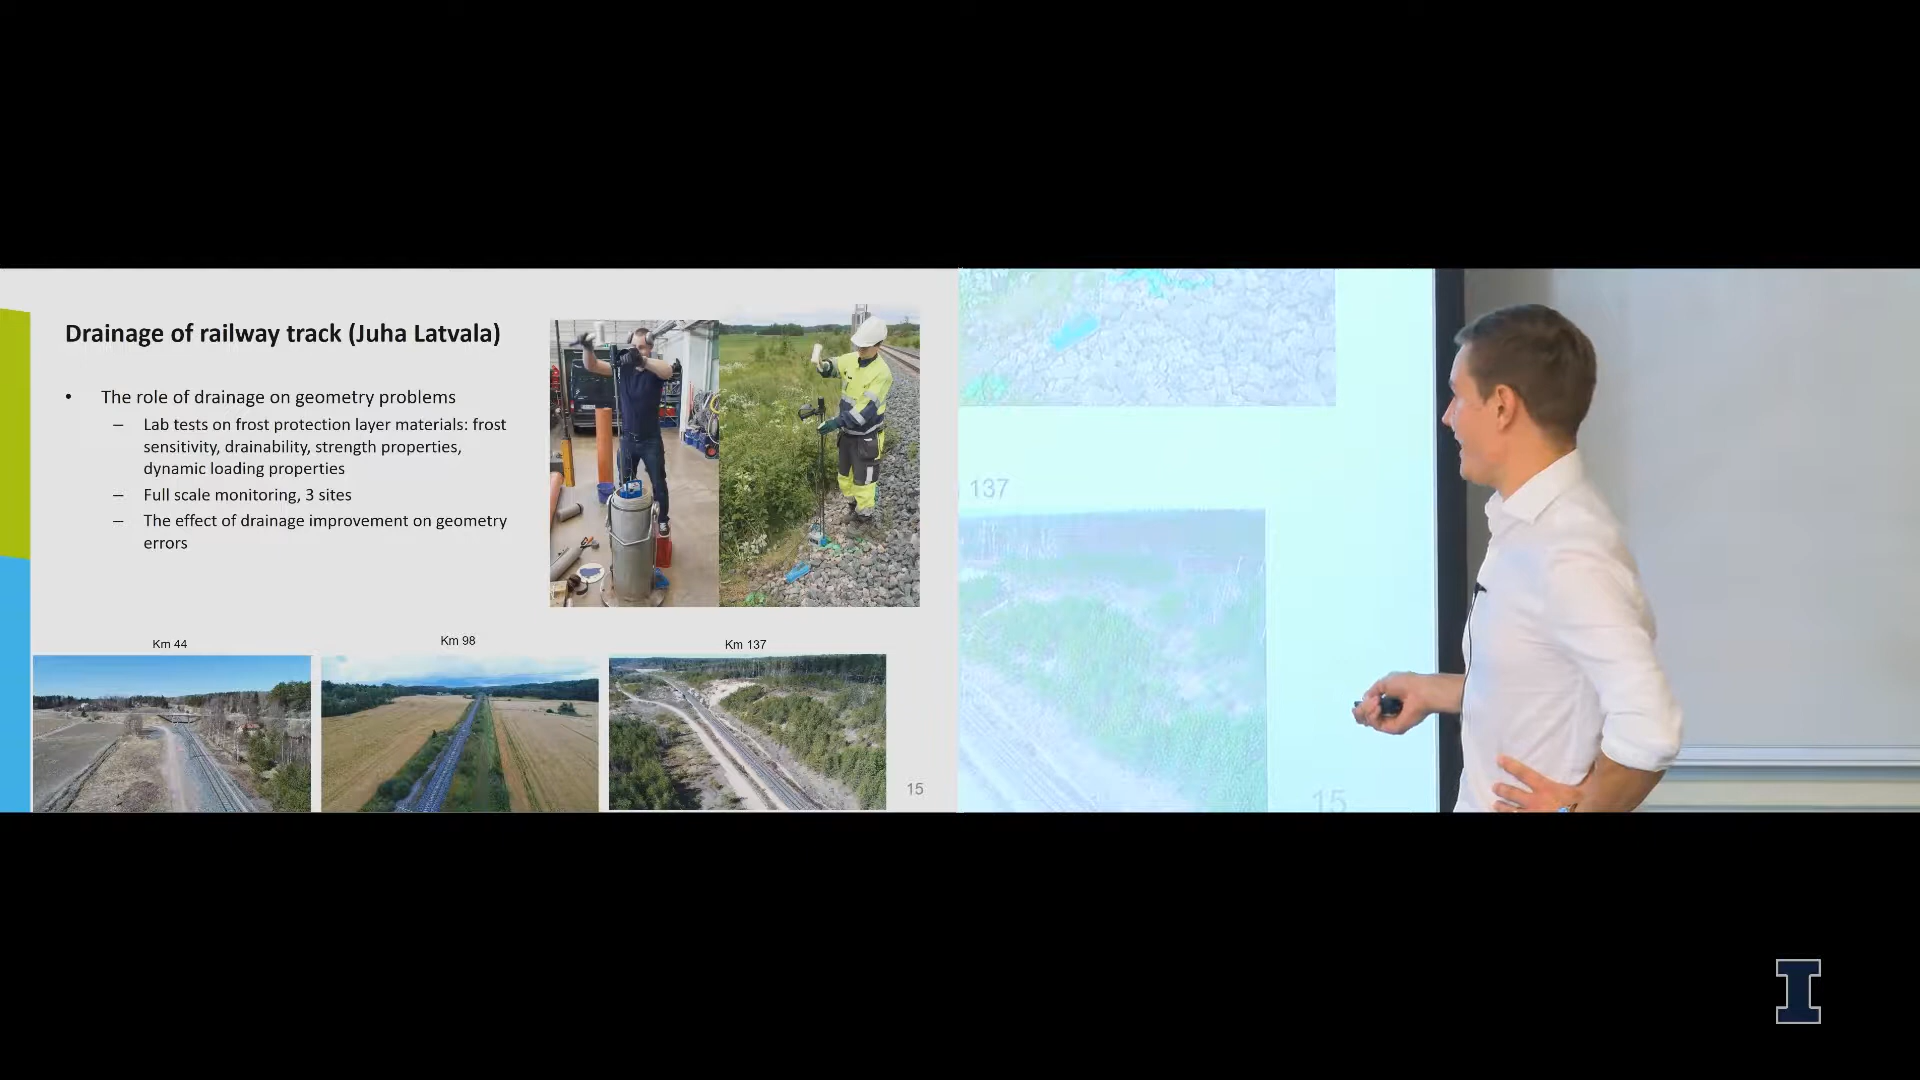 Drainage of railway track (Juha Latvala)
• The role of drainage on geometry problems
– Lab tests on frost protection layer materials: frost
sensitivity, drainability, strength properties,
dynamic loading properties
– Full scale monitoring, 3 sites
– The effect of drainage improvement on geometry
errors
Km 44
Km 98
Km 137
15
137
15
I